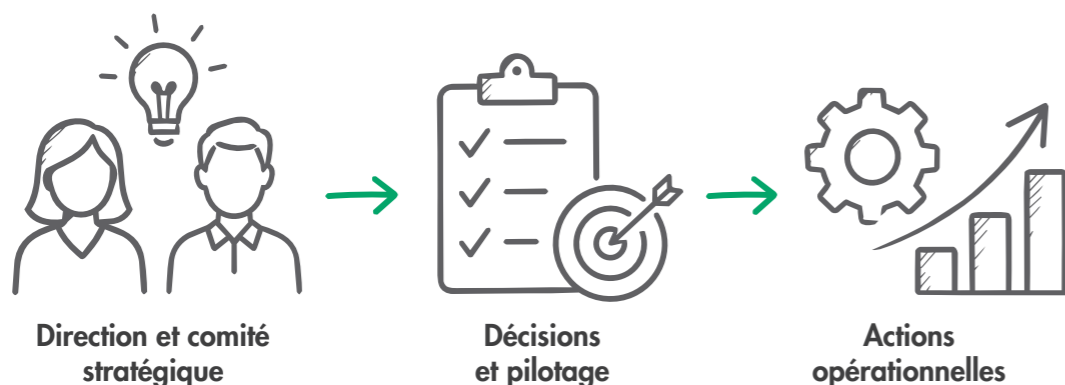 Direction et comité
stratégique
Décisions
et pilotage
Actions
opérationnelles